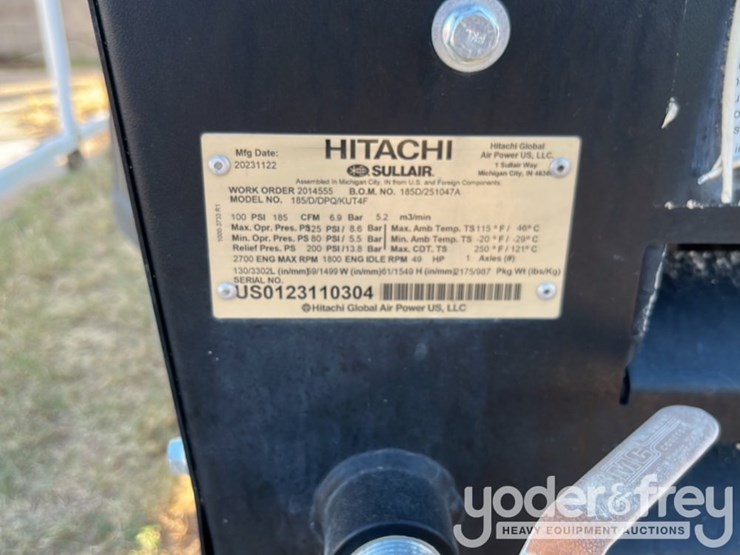 HITACHI
SULLAIR
Mfg Date:
20231122
Hitachi Global
Air Power US, LLC.
1 Sullair Way
Michigan City, IN
Assembled in Michigan City, IN from U.S. and Foreign Components
WORK ORDER 2014555 B.O.M. NO. 185D/251047A
MODEL NO. 185/D/DPQ/KUT4F
100 PSI 185 CFM 6.9 Bar 5.2 m3/min
Max. Opr. Pres. PS125 PSI / 8.6 Bar Max. Amb Temp. TS 115 ° F / 46° C
Min. Opr. Pres. PS 80 PSI / 5.5 Bar Min. Amb Temp. TS -20 ° F / -29° C
Relief Pres. PS 200 PSI/13.8 Bar Max. CDT. TS 250 ° F / 121° C
2700 ENG MAX RPM 1800 ENG IDLE RPM 49 HP 1 Axles (#)
130/3302L (in/mm)59/1499 W (in/mm)61/1549 H (in/mm)2175/987 Pkg Wt (lbs/Kg)
SERIAL NO.
US0123110304
Hitachi Global Air Power US, LLC
yoder&frey
HEAVY EQUIPMENT AUCTIONS